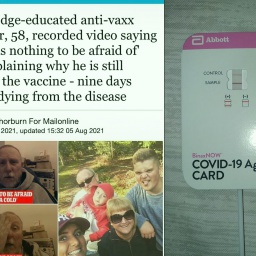 dge-educated anti-vaxx
r, 58, recorded video saying
s nothing to be afraid of'
plaining why he is still
the vaccine - nine days
dying from the disease
horburn For Mailonline
2021, updated 15:32 05 Aug 2021
TO BE AFRAID
A COLD'
Abbott
CONTROL
SAMPLE
BinaxNOW
COVID-19 Ag
CARD